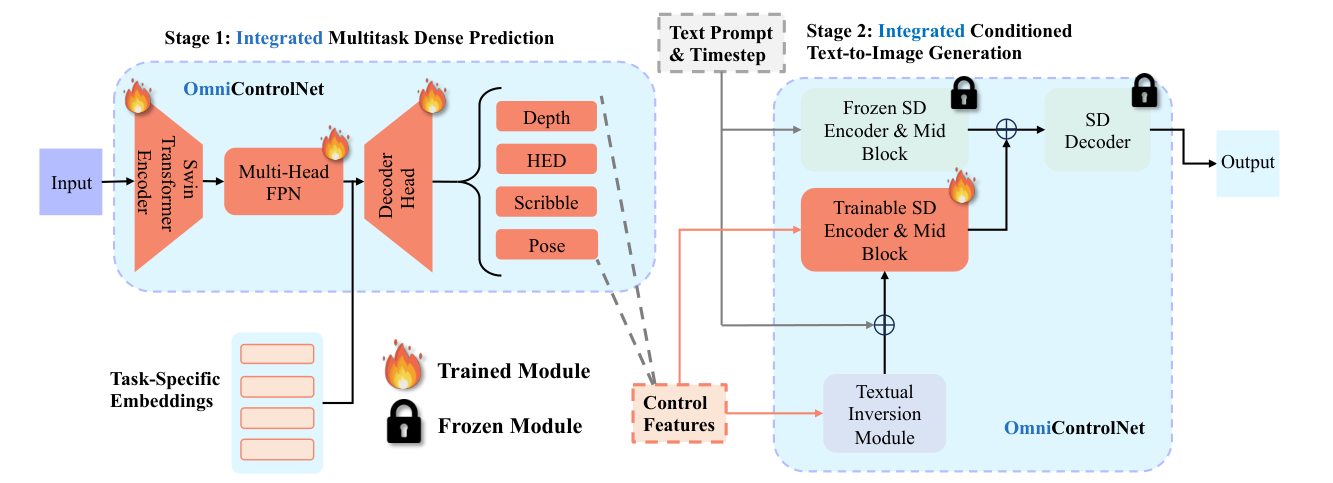 Stage 1: Integrated Multitask Dense Prediction
OmniControlNet
Input
Swin
Transformer
Encoder
Multi-Head
FPN
Decoder
Head
Depth
HED
Scribble
Pose
Task-Specific
Embeddings
Trained Module
Frozen Module
Text Prompt
& Timestep
Control
Features
Stage 2: Integrated Conditioned
Text-to-Image Generation
Frozen SD
Encoder & Mid
Block
SD
Decoder
Output
Trainable SD
Encoder & Mid
Block
Textual
Inversion
Module
OmniControlNet